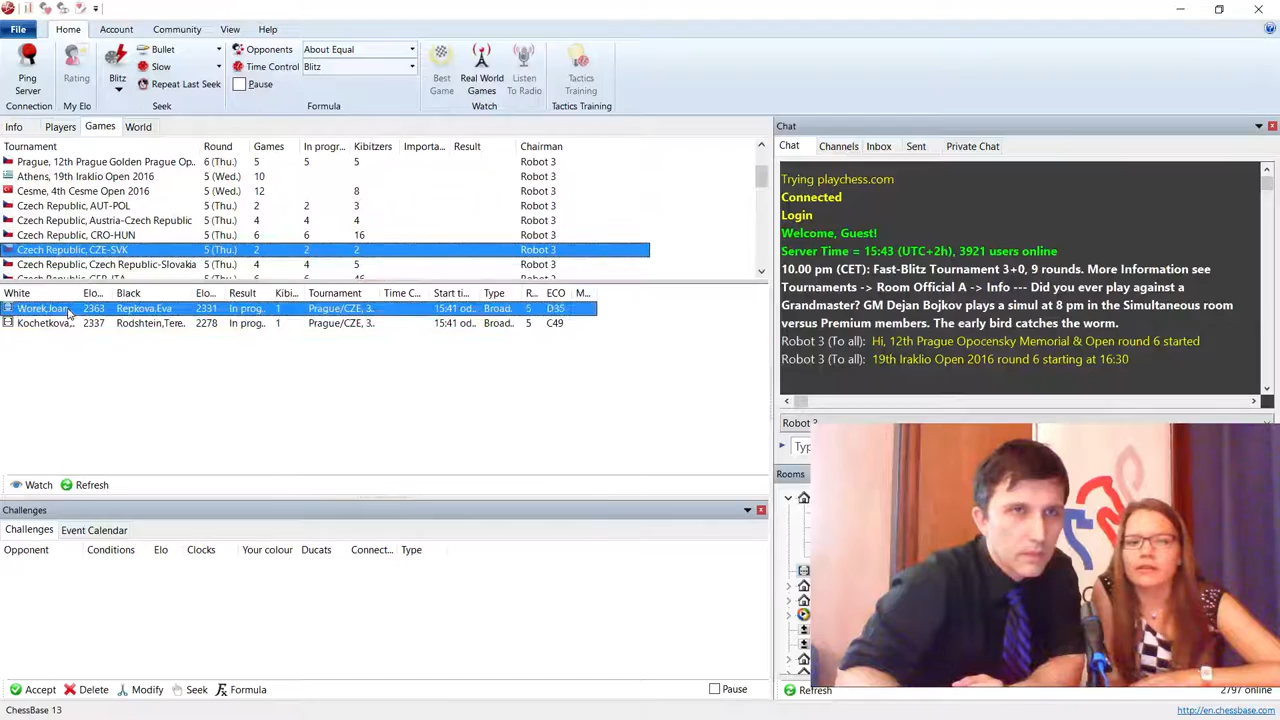 File Home Account Community View Help
Ping Server
Rating
Blitz
Bullet
Slow
Repeat Last Seek
Opponents About Equal
Time Control Blitz
Pause
Best Game
Real World Games
Listen To Radio
Tactics Training
Connection My Elo Seek Formula Watch Tactics Training
Info Players Games World
Tournament Round Games In progr... Kibitzers Importa... Result Chairman
Prague, 12th Prague Golden Prague Op... 6 (Thu.) 5 5 5 Robot 3
Athens, 19th Iraklio Open 2016 5 (Wed.) 10 Robot 3
Cesme, 4th Cesme Open 2016 5 (Wed.) 12 8 Robot 3
Czech Republic, AUT-POL 5 (Thu.) 2 2 3 Robot 3
Czech Republic, Austria-Czech Republic 5 (Thu.) 4 4 4 Robot 3
Czech Republic, CRO-HUN 5 (Thu.) 6 6 16 Robot 3
Czech Republic, CZE-SVK 5 (Thu.) 2 2 2 Robot 3
Czech Republic, Czech Republic-Slovakia 5 (Thu.) 4 4 5 Robot 3
White Elo... Black Elo... Result Kibi... Tournament Time C... Start ti... Type R... ECO M...
Worek,Joan 2363 Repkova,Eva 2331 In prog.. 1 Prague/CZE, 3.. 15:41 od.. Broad.. 5 D35
Kochetkova,.. 2337 Rodshtein,Tere.. 2278 In prog.. 1 Prague/CZE, 3.. 15:41 od.. Broad.. 5 C49
Watch Refresh
Challenges
Challenges Event Calendar
Opponent Conditions Elo Clocks Your colour Ducats Connect... Type
Accept Delete Modify Seek Formula Pause
ChessBase 13
Chat
Chat Channels Inbox Sent Private Chat
Trying playchess.com
Connected
Login
Welcome, Guest!
Server Time = 15:43 (UTC+2h), 3921 users online
10.00 pm (CET): Fast-Blitz Tournament 3+0, 9 rounds. More Information see
Tournaments -> Room Official A -> Info --- Did you ever play against a
Grandmaster? GM Dejan Bojkov plays a simul at 8 pm in the Simultaneous room
versus Premium members. The early bird catches the worm.
Robot 3 (To all): Hi, 12th Prague Opocensky Memorial & Open round 6 started
Robot 3 (To all): 19th Iraklio Open 2016 round 6 starting at 16:30
Robot
Rooms
Refresh 2797 online
http://en.chessbase.com